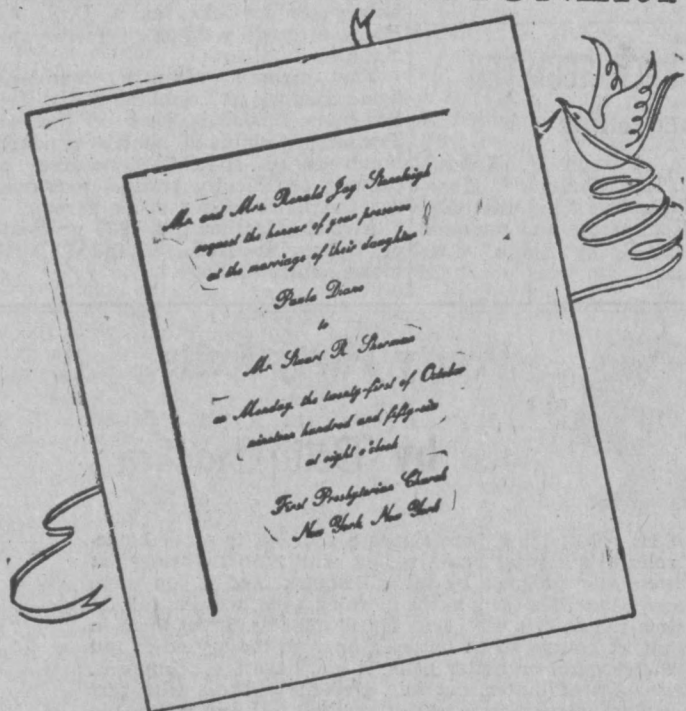 Mr. and Mrs. Ronald Jay Standeigh
request the honor of your presence
at the marriage of their daughter
Paula Diane
to
Mr. Stuart R. Sherman
on Monday, the twenty-first of October
nineteen hundred and fifty-six
at eight o'clock
First Presbyterian Church
New York, New York